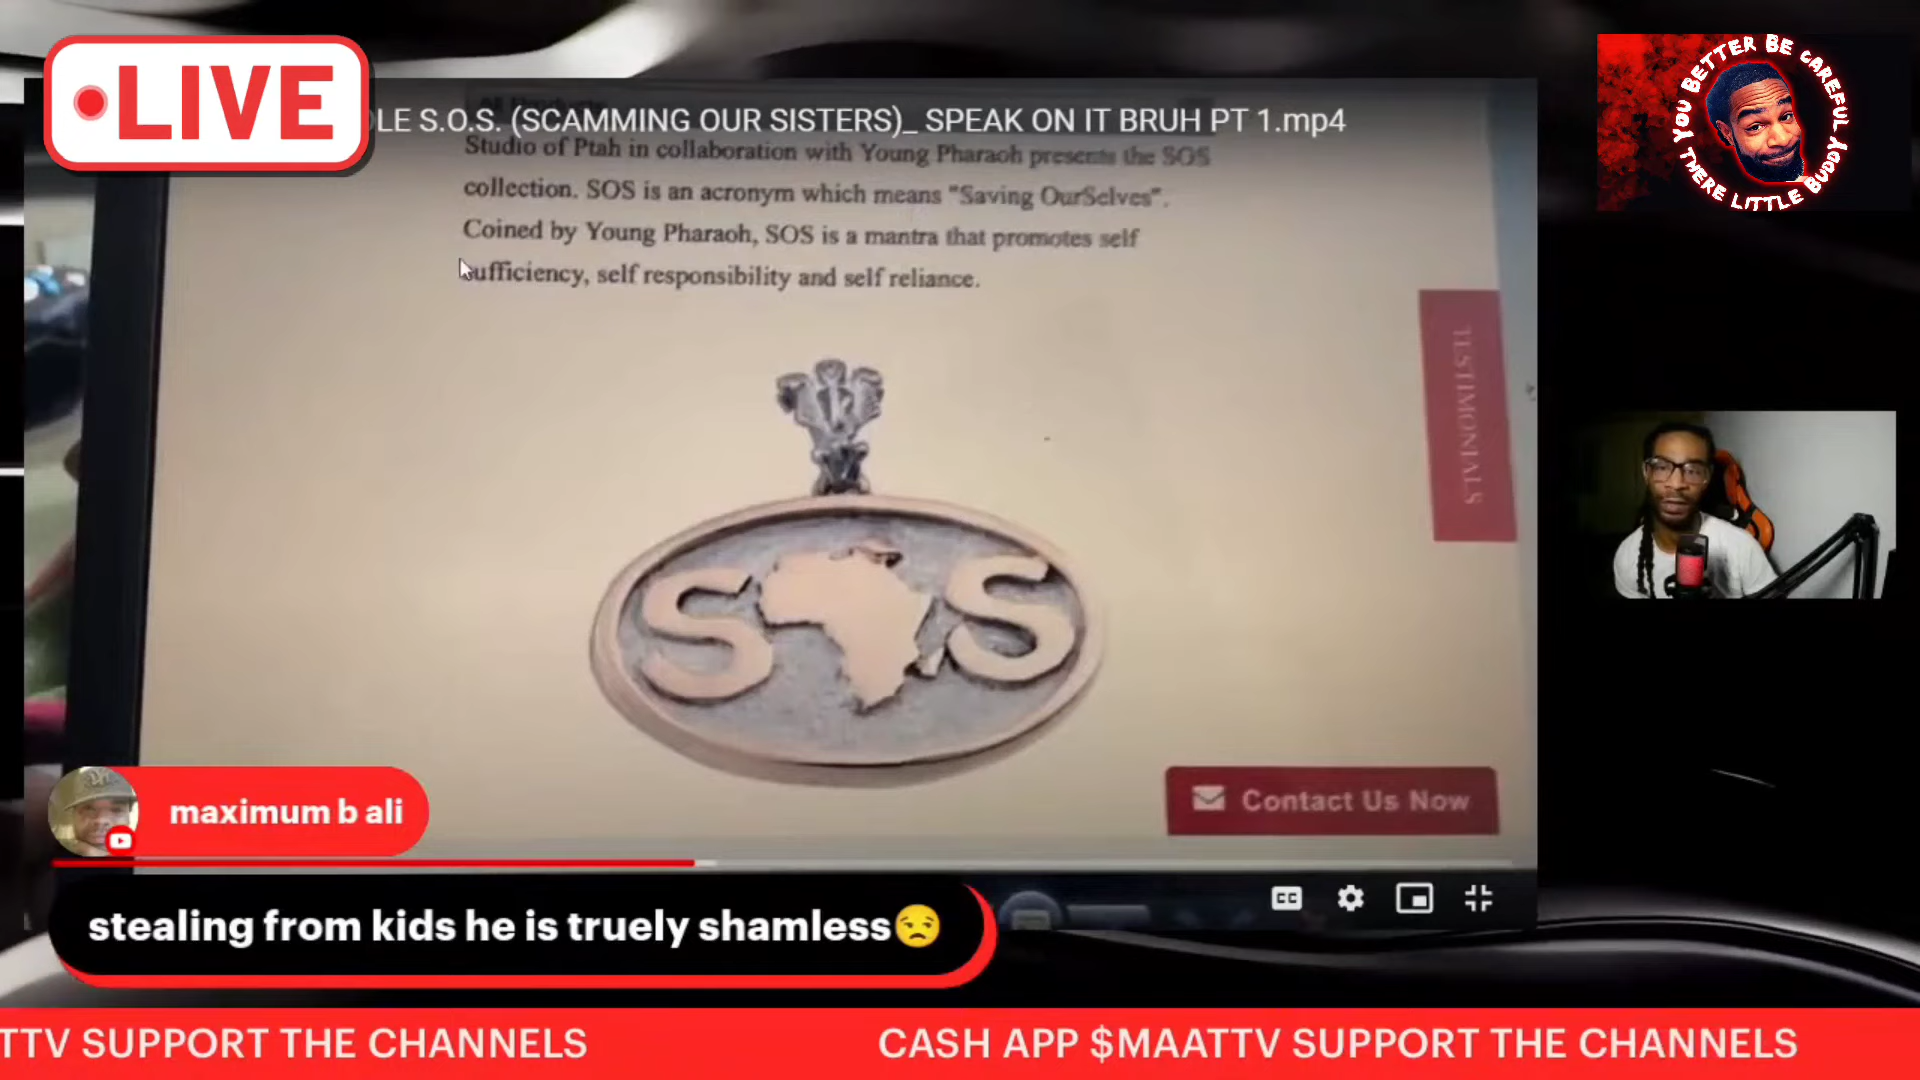 LIVE
OLE S.O.S. (SCAMMING OUR SISTERS)_ SPEAK ON IT BRUH PT 1.mp4
YOU BETTER BE CAREFUL
THERE LITTLE BUDDY
Studio of Ptah in collaboration with Young Pharaoh presents the SOS
collection. SOS is an acronym which means "Saving OurSelves".
Coined by Young Pharaoh, SOS is a mantra that promotes self
sufficiency, self responsibility and self reliance.
TESTIMONIALS
S S
Contact Us Now
maximum b ali
stealing from kids he is truely shamless😒
CC
TTV SUPPORT THE CHANNELS
CASH APP $MAATTV SUPPORT THE CHANNELS